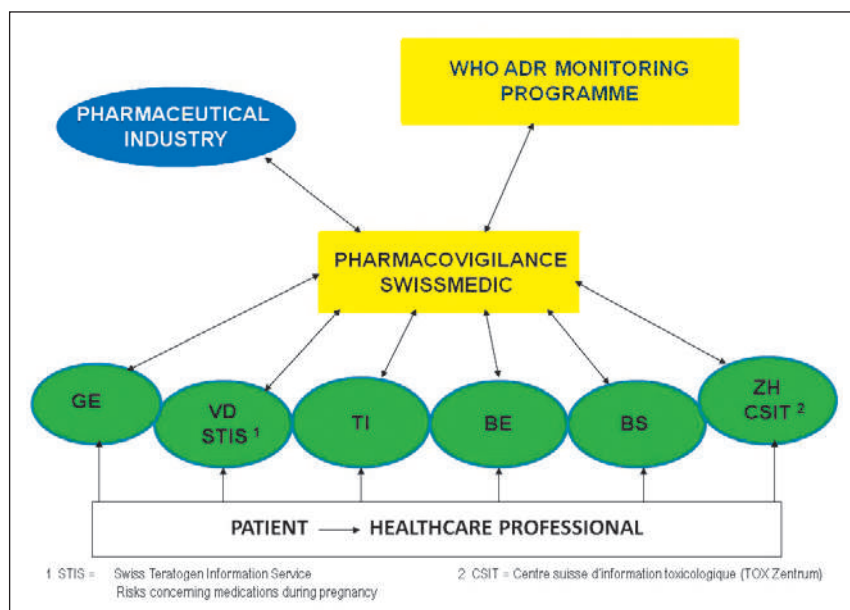 PHARMACEUTICAL
INDUSTRY
WHO ADR MONITORING
PROGRAMME
PHARMACOVIGILANCE
SWISSMEDIC
GE
VD
STIS 1
TI
BE
BS
ZH
CSIT 2
PATIENT → HEALTHCARE PROFESSIONAL
1 STIS = Swiss Teratogen Information Service
Risks concerning medications during pregnancy
2 CSIT = Centre suisse d'information toxicologique (TOX Zentrum)